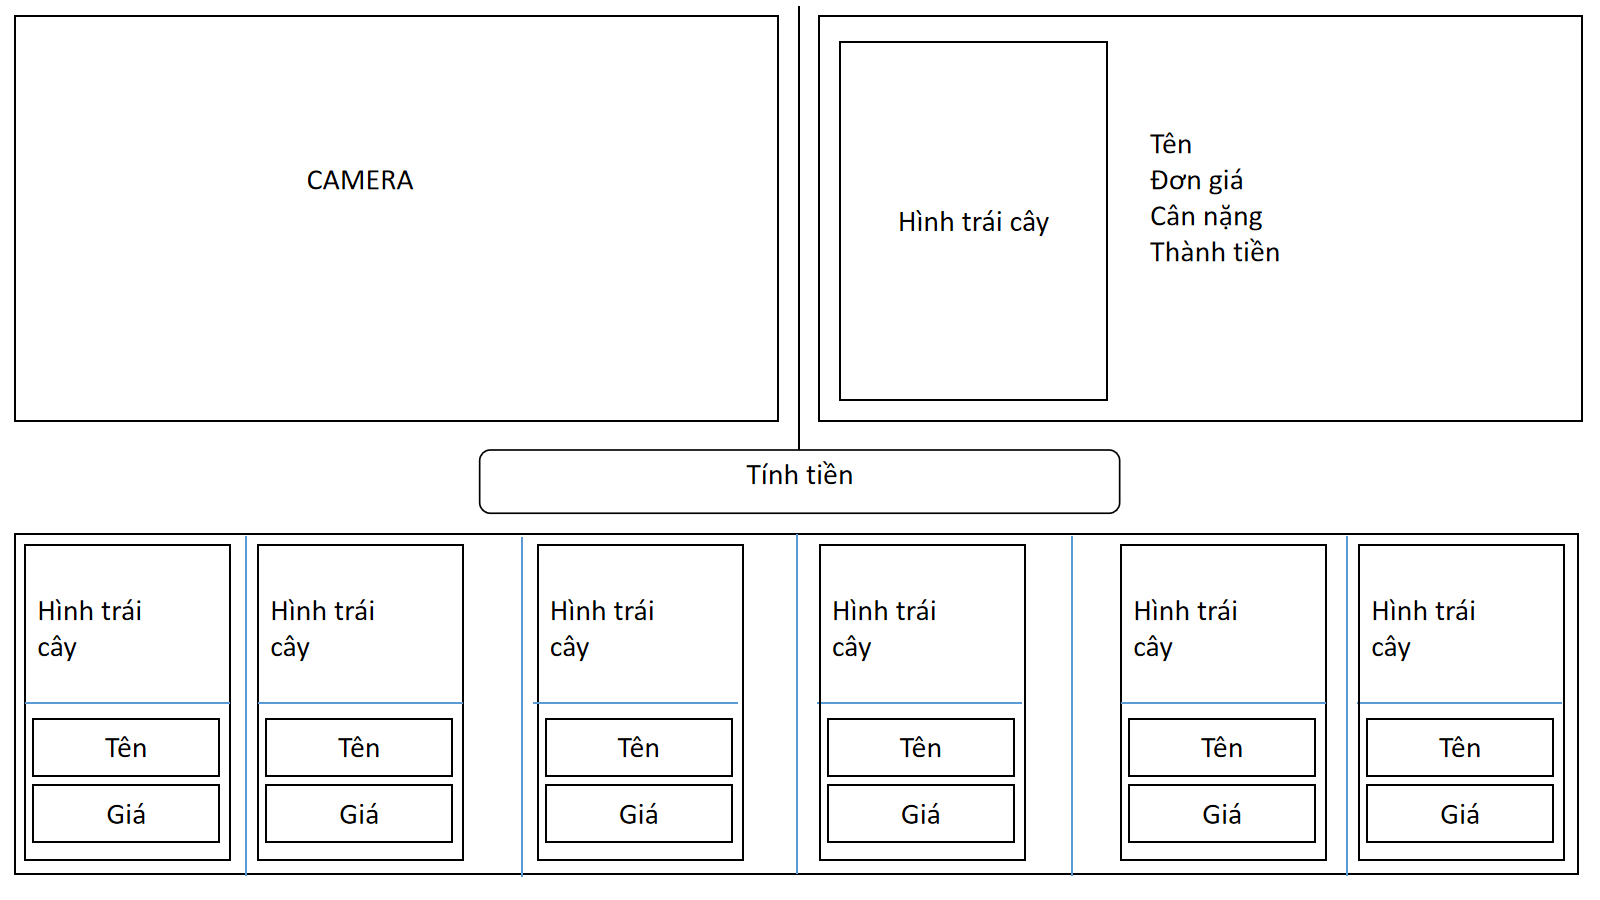 CAMERA
Hình trái cây
Tên
Đơn giá
Cân nặng
Thành tiền
Tính tiền
Hình trái
cây
Tên
Giá
Hình trái
cây
Tên
Giá
Hình trái
cây
Tên
Giá
Hình trái
cây
Tên
Giá
Hình trái
cây
Tên
Giá
Hình trái
cây
Tên
Giá